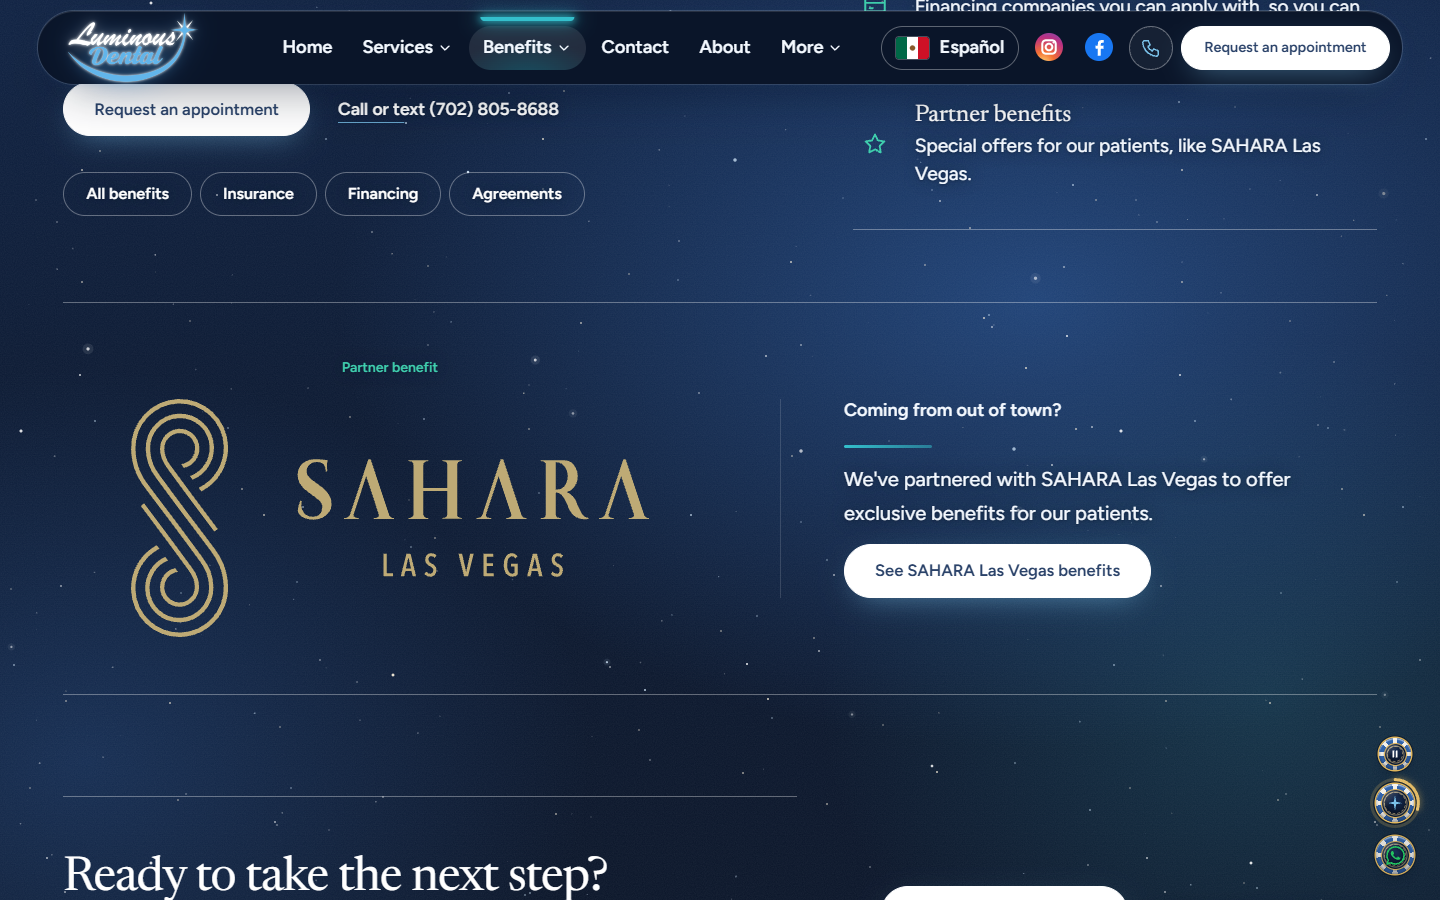 Financing companies you can apply with, so you can
Luminous
Dental
Home
Services
Benefits
Contact
About
More
Español
Request an appointment
Request an appointment
Call or text (702) 805-8688
Partner benefits
Special offers for our patients, like SAHARA Las
Vegas.
All benefits
Insurance
Financing
Agreements
Partner benefit
SAHARA
LAS VEGAS
Coming from out of town?
We've partnered with SAHARA Las Vegas to offer
exclusive benefits for our patients.
See SAHARA Las Vegas benefits
Ready to take the next step?